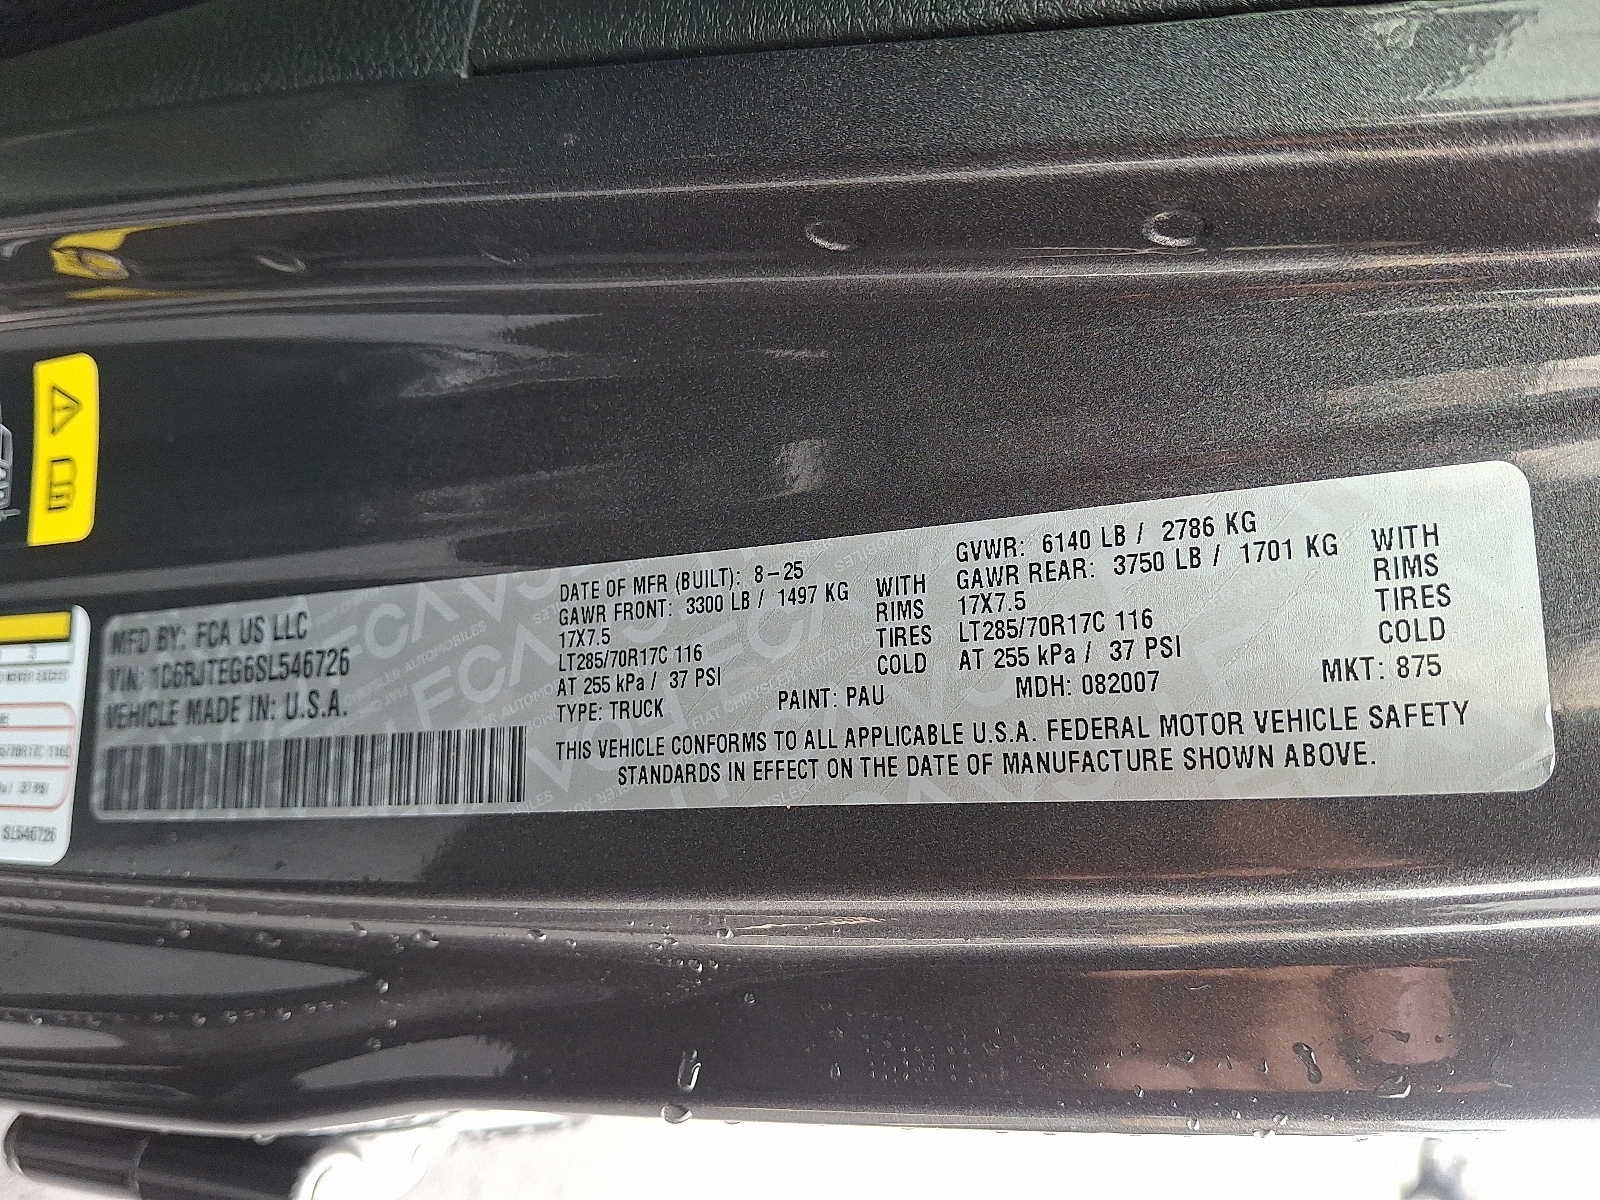 MFD BY: FCA US LLC
VIN: 1C6RJTEG6SL546726
VEHICLE MADE IN: U.S.A.
DATE OF MFR (BUILT): 8-25
GAWR FRONT: 3300 LB / 1497 KG WITH
17X7.5 RIMS
LT285/70R17C 116 TIRES
AT 255 kPa / 37 PSI COLD
TYPE: TRUCK PAINT: PAU
GVWR: 6140 LB / 2786 KG
GAWR REAR: 3750 LB / 1701 KG WITH
17X7.5 RIMS
LT285/70R17C 116 TIRES
AT 255 kPa / 37 PSI COLD
MDH: 082007 MKT: 875
THIS VEHICLE CONFORMS TO ALL APPLICABLE U.S.A. FEDERAL MOTOR VEHICLE SAFETY
STANDARDS IN EFFECT ON THE DATE OF MANUFACTURE SHOWN ABOVE.
/70R17C 116C
/ 37 PSI
SL546726